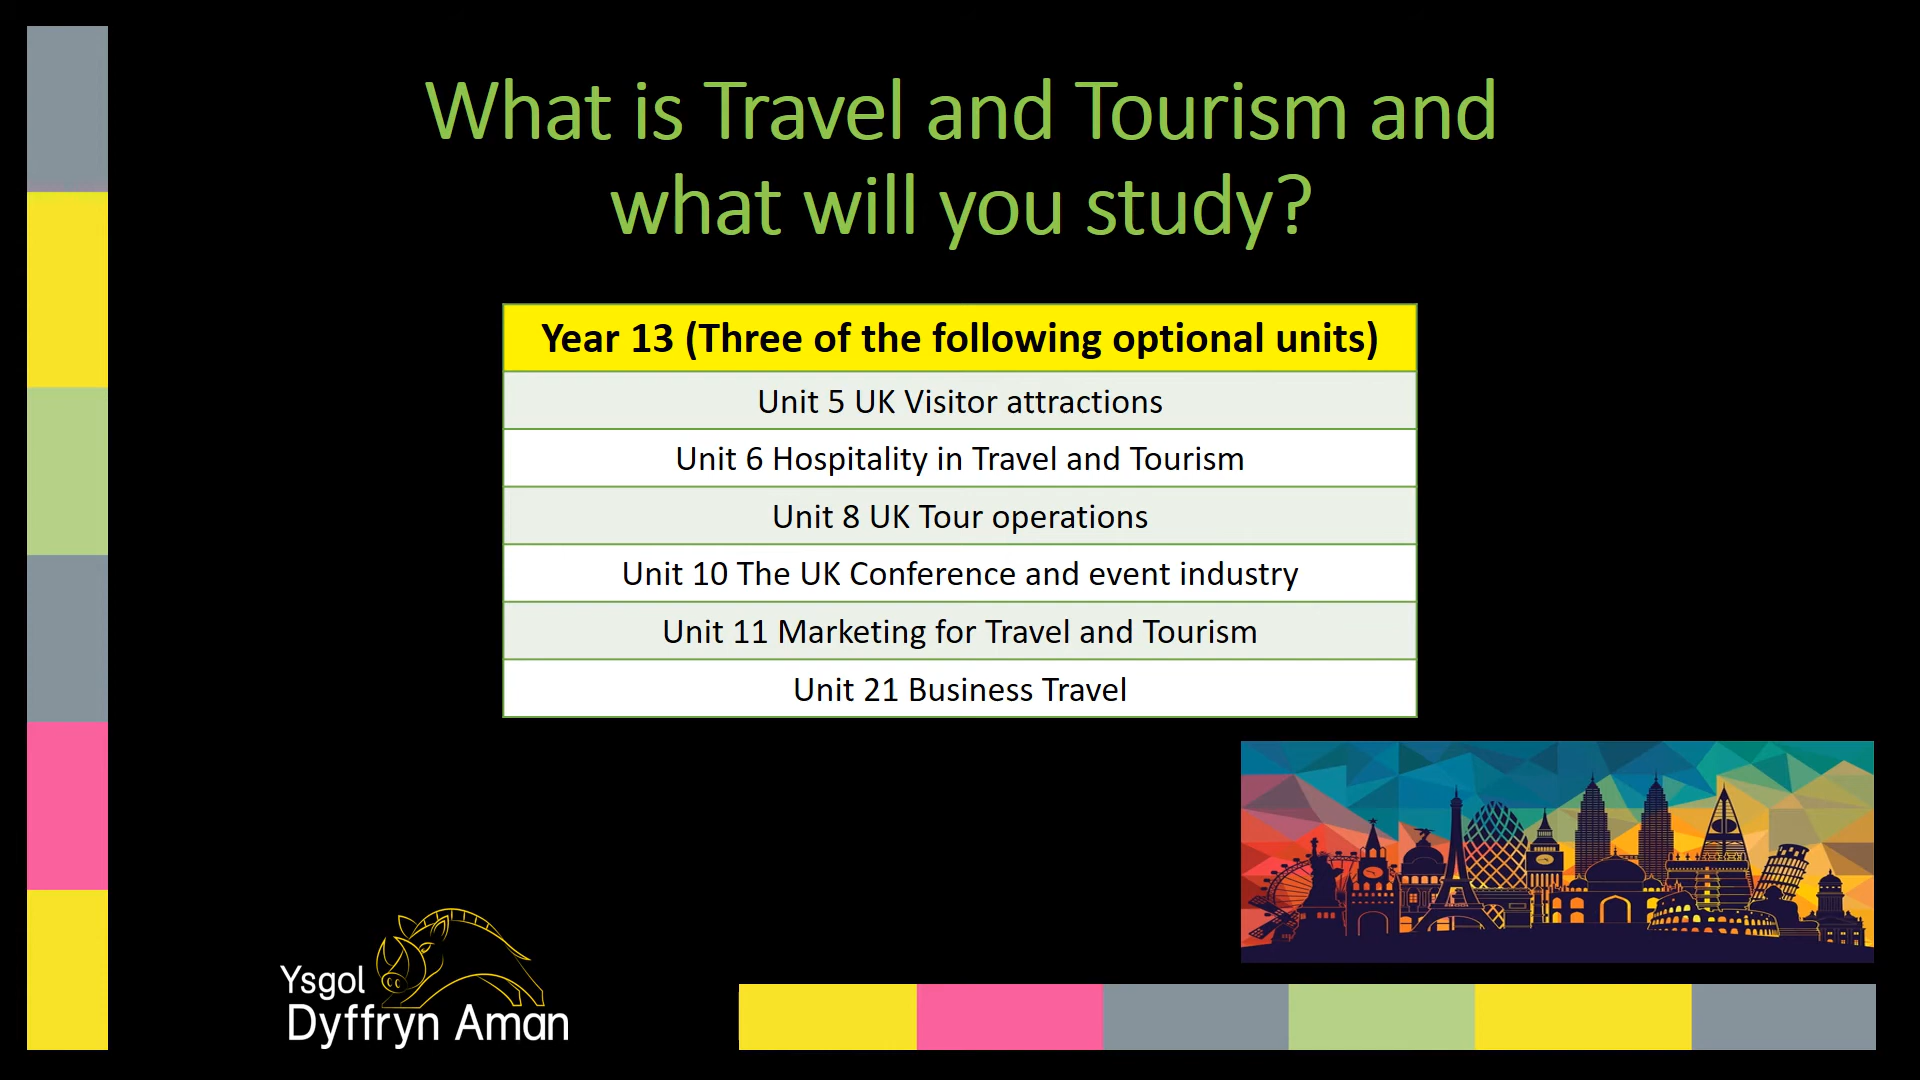 What is Travel and Tourism and
what will you study?
Year 13 (Three of the following optional units)
Unit 5 UK Visitor attractions
Unit 6 Hospitality in Travel and Tourism
Unit 8 UK Tour operations
Unit 10 The UK Conference and event industry
Unit 11 Marketing for Travel and Tourism
Unit 21 Business Travel
Ysgol
Dyffryn Aman